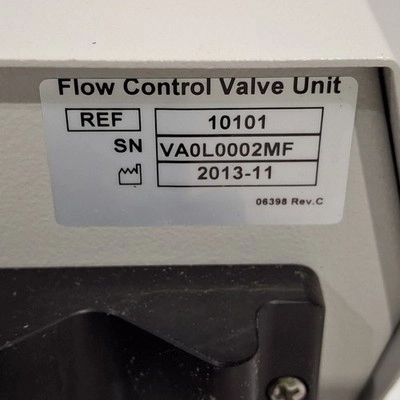 Flow Control Valve Unit
REF 10101
SN VA0L0002MF
2013-11
06398 Rev.C